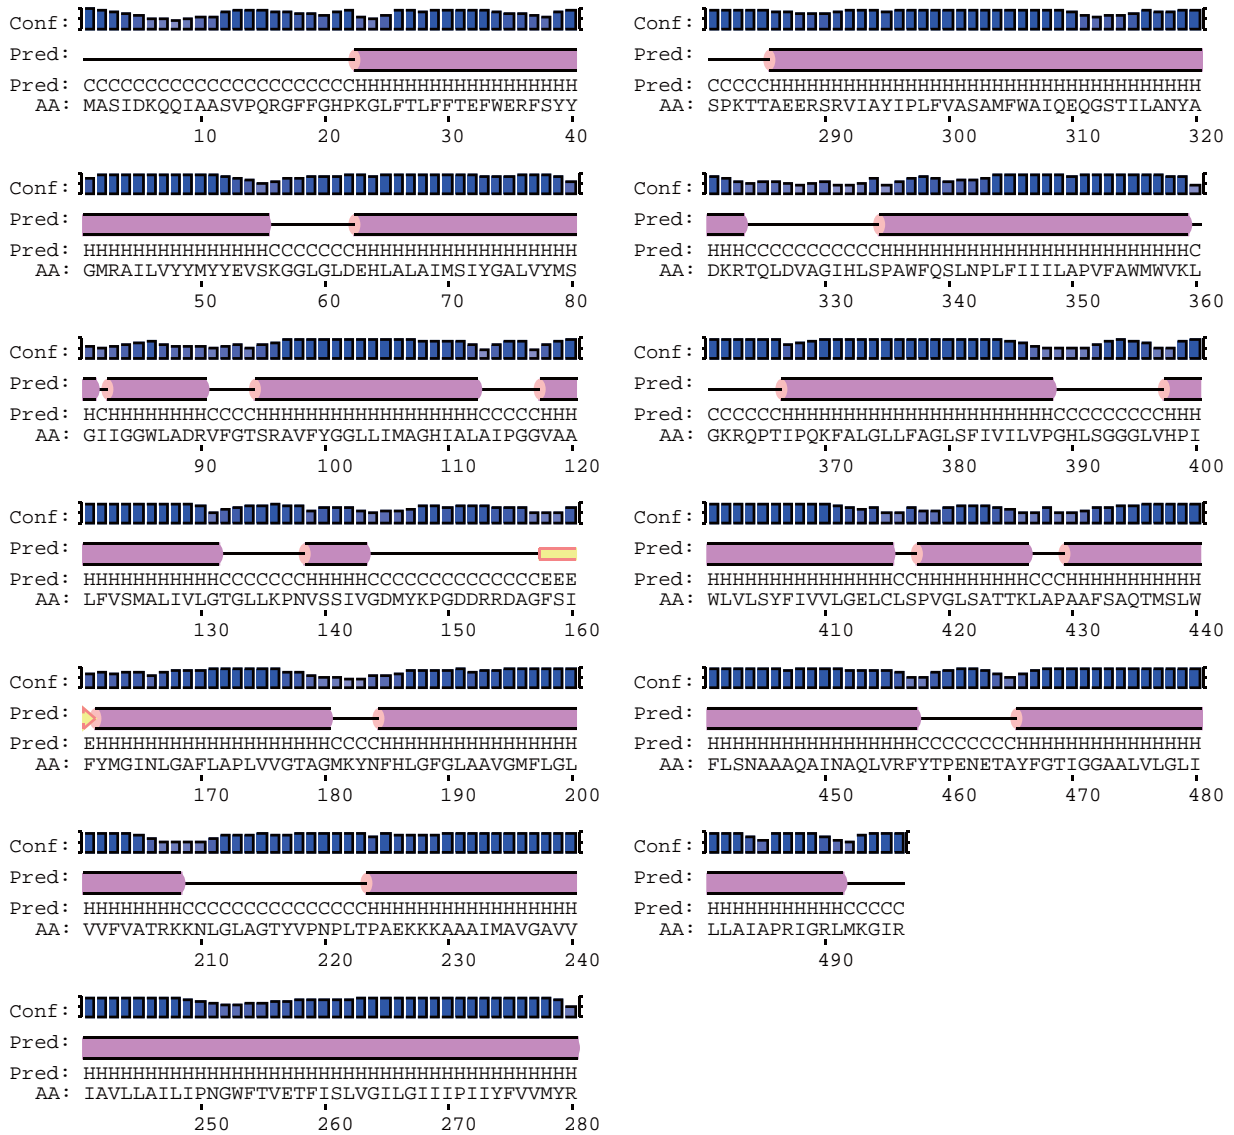 Conf:
Pred:
Pred: CCCCCCCCCCCCCCCCCCCCCCHHHHHHHHHHHHHHHHHH
AA: MASIDKQQIAASVPQRGFFGHPKGLFTLFFTEFWERFSYY
10 20 30 40
Conf:
Pred:
Pred: HHHHHHHHHHHHHHHCCCCCCCHHHHHHHHHHHHHHHHHH
AA: GMRAILVYYMYYEVSKGGLGLDEHLALAIMSIYGALVYMS
50 60 70 80
Conf:
Pred:
Pred: HCHHHHHHHHCCCCHHHHHHHHHHHHHHHHHHCCCCCHHH
AA: GIIGGWLADRVFGTSRAVFYGGLLIMAGHIALAIPGGVAA
90 100 110 120
Conf:
Pred:
Pred: HHHHHHHHHHHCCCCCCCHHHHHCCCCCCCCCCCCCCEEE
AA: LFVSMALIVLGTGLLKPNVSSIVGDMYKPGDDRRDAGFSI
130 140 150 160
Conf:
Pred:
Pred: EHHHHHHHHHHHHHHHHHHHCCCCHHHHHHHHHHHHHHHH
AA: FYMGINLGAFLAPLVVGTAGMKYNFHLGFGLAAVGMFLGL
170 180 190 200
Conf:
Pred:
Pred: HHHHHHHHCCCCCCCCCCCCCCCHHHHHHHHHHHHHHHHH
AA: VVFVATRKKNLGLAGTYVPNPLTPAEKKKAAAIMAVGAVV
210 220 230 240
Conf:
Pred:
Pred: HHHHHHHHHHHHHHHHHHHHHHHHHHHHHHHHHHHHHHHH
AA: IAVLLAILIPNGWFTVETFISLVGILGIIIPIIYFVVMYR
250 260 270 280
Conf:
Pred:
Pred: CCCCCHHHHHHHHHHHHHHHHHHHHHHHHHHHHHHHHHHH
AA: SPKTTAEERSRVIAYIPLFVASAMFWAIQEQGSTILANYA
290 300 310 320
Conf:
Pred:
Pred: HHHCCCCCCCCCCCHHHHHHHHHHHHHHHHHHHHHHHHHC
AA: DKRTQLDVAGIHLSPAWFQSLNPLFIIILAPVFAWMWVKL
330 340 350 360
Conf:
Pred:
Pred: CCCCCCHHHHHHHHHHHHHHHHHHHHHHCCCCCCCCCHHH
AA: GKRQPTIPQKFALGLLFAGLSFIVILVPGHLSGGGLVHPI
370 380 390 400
Conf:
Pred:
Pred: HHHHHHHHHHHHHHHCCHHHHHHHHHCCCHHHHHHHHHHH
AA: WLVLSYFIVVLGELCLSPVGLSATTKLAPAAFSAQTMSLW
410 420 430 440
Conf:
Pred:
Pred: HHHHHHHHHHHHHHHHHCCCCCCCCHHHHHHHHHHHHHHH
AA: FLSNAAAQAINAQLVRFYTPENETAYFGTIGGAALVLGLI
450 460 470 480
Conf:
Pred:
Pred: HHHHHHHHHHHCCCCC
AA: LLAIAPRIGRLMKGIR
490